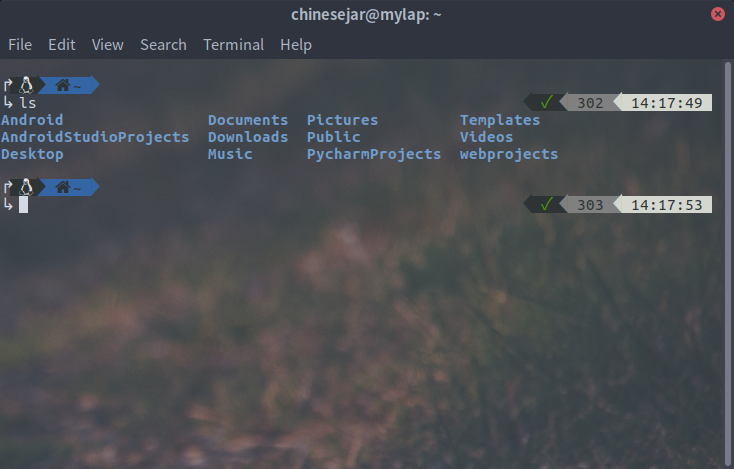 chinesejar@mylap: ~
File Edit View Search Terminal Help
~
ls ✓ 302 14:17:49
Android Documents Pictures Templates
AndroidStudioProjects Downloads Public Videos
Desktop Music PycharmProjects webprojects
~
✓ 303 14:17:53